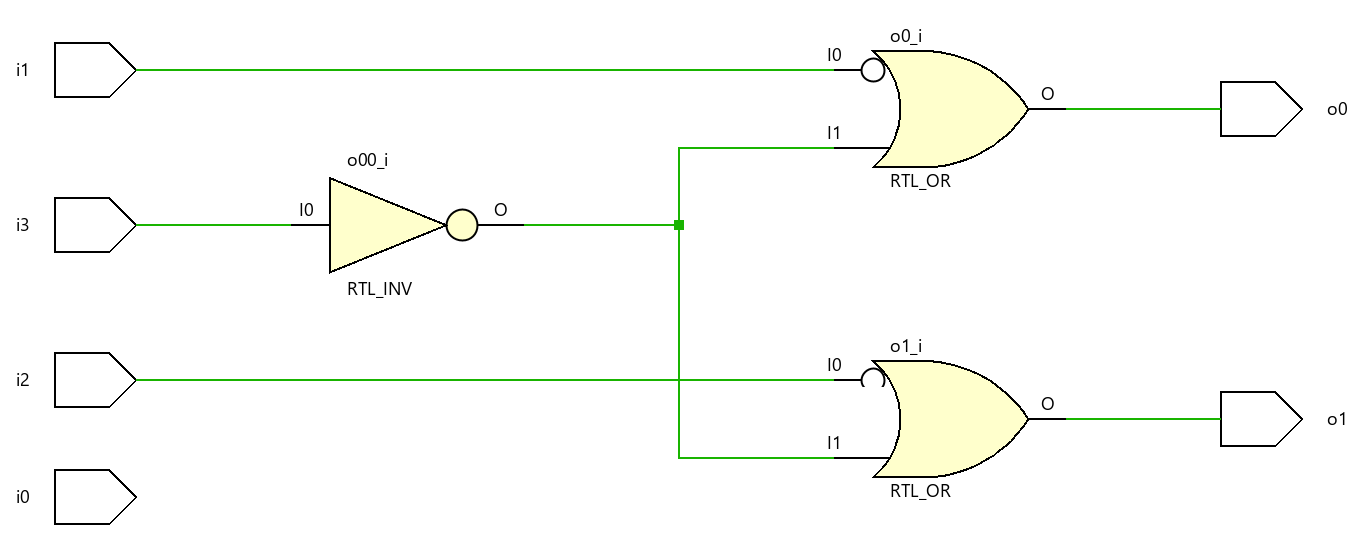 o0_i
i1
I0
O
o0
I1
o00_i
RTL_OR
i3
I0
O
RTL_INV
o1_i
i2
I0
O
o1
I1
i0
RTL_OR